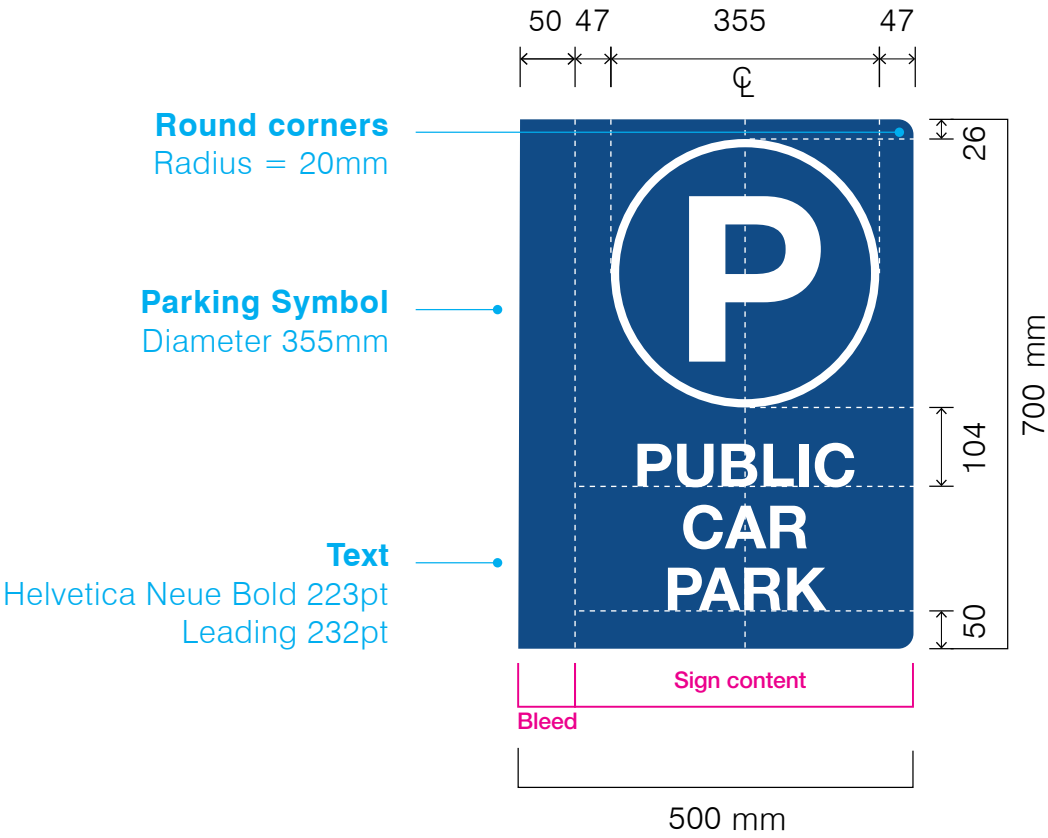 50 47 355 47
℄
Round corners
Radius = 20mm
26
P
Parking Symbol
Diameter 355mm
700 mm
104
PUBLIC
CAR
PARK
Text
Helvetica Neue Bold 223pt
Leading 232pt
50
Sign content
Bleed
500 mm